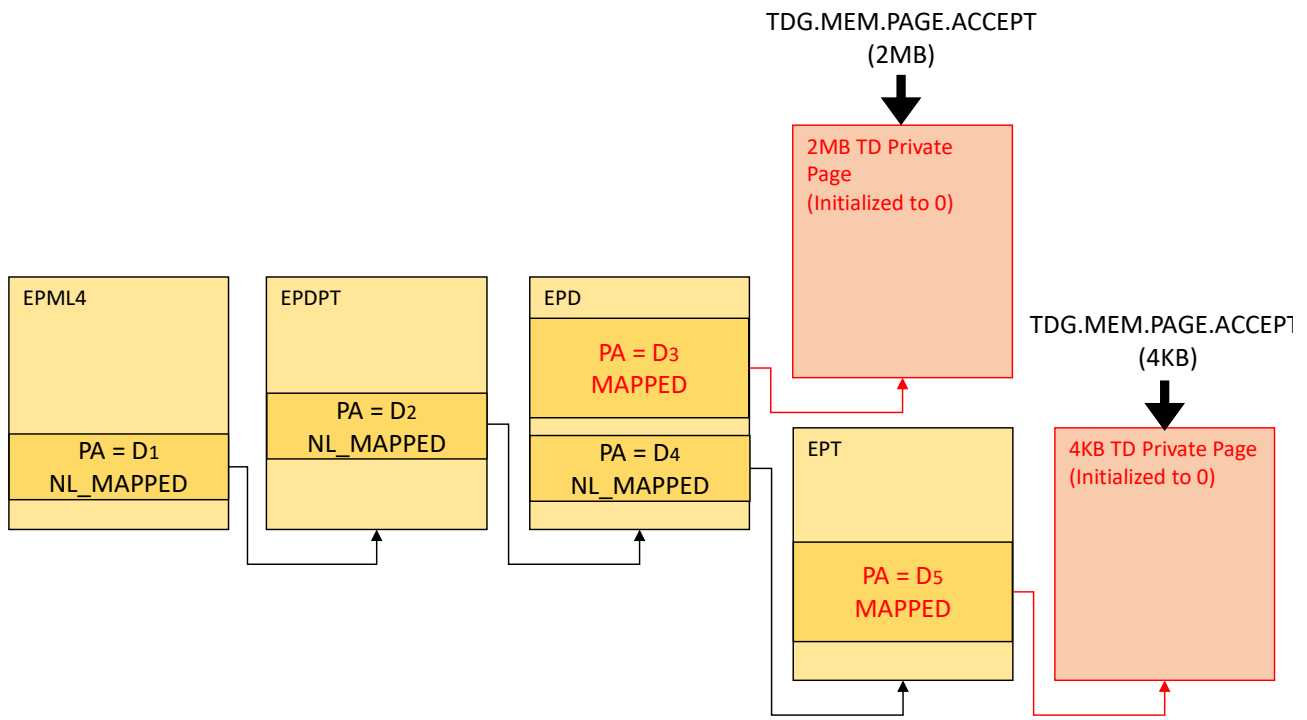 TDG.MEM.PAGE.ACCEPT
(2MB)
2MB TD Private
Page
(Initialized to 0)
EPML4
PA = D1
NL_MAPPED
EPDPT
PA = D2
NL_MAPPED
EPD
PA = D3
MAPPED
PA = D4
NL_MAPPED
TDG.MEM.PAGE.ACCEPT
(4KB)
EPT
PA = D5
MAPPED
4KB TD Private Page
(Initialized to 0)